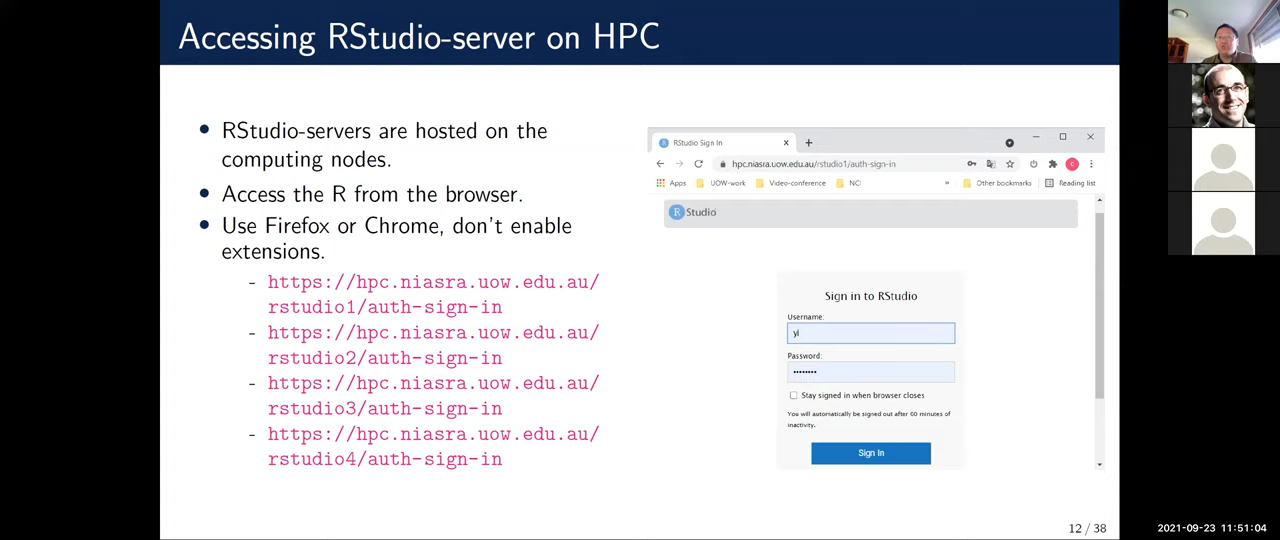 Accessing RStudio-server on HPC
RStudio-servers are hosted on the
computing nodes.
Access the R from the browser.
Use Firefox or Chrome, don't enable
extensions.
- https://hpc.niasra.uow.edu.au/
rstudio1/auth-sign-in
- https://hpc.niasra.uow.edu.au/
rstudio2/auth-sign-in
- https://hpc.niasra.uow.edu.au/
rstudio3/auth-sign-in
- https://hpc.niasra.uow.edu.au/
rstudio4/auth-sign-in
RStudio Sign In
hpc.niasra.uow.edu.au/rstudio1/auth-sign-in
Apps UOW-work Video-conference NCI » Other bookmarks Reading list
R Studio
Sign in to RStudio
Username:
yi
Password:
••••••••
Stay signed in when browser closes
You will automatically be signed out after 60 minutes of
inactivity.
Sign In
12 / 38
2021-09-23 11:51:04